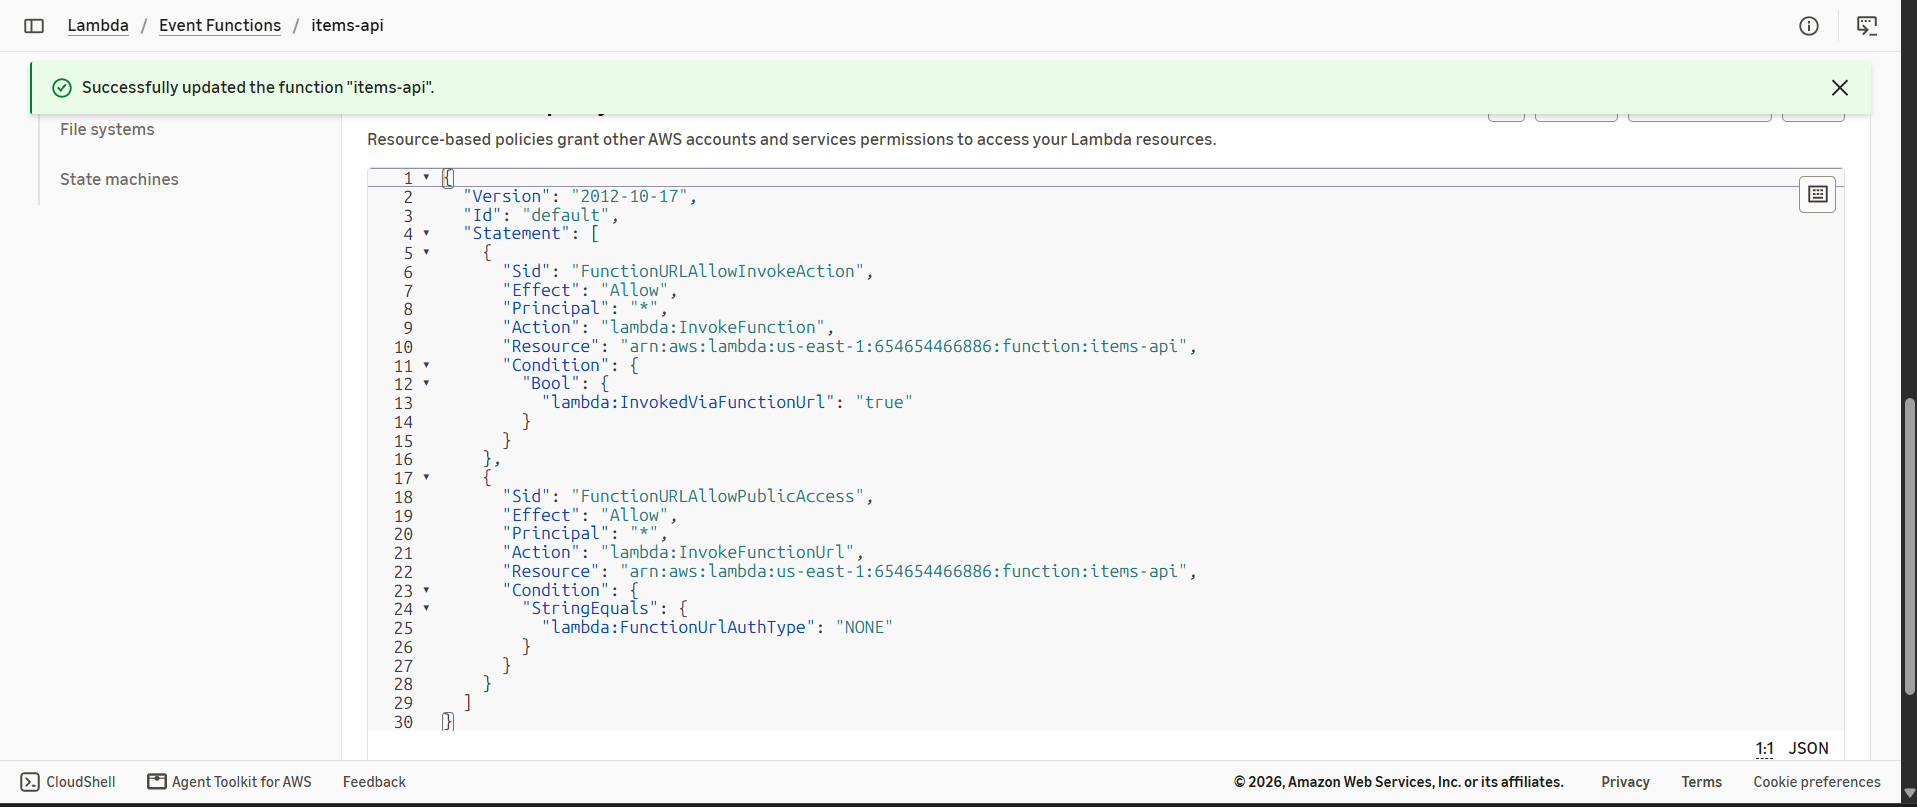 Lambda / Event Functions / items-api
Successfully updated the function "items-api".
File systems
State machines
Resource-based policies grant other AWS accounts and services permissions to access your Lambda resources.
1 {
2 "Version": "2012-10-17",
3 "Id": "default",
4 "Statement": [
5 {
6 "Sid": "FunctionURLAllowInvokeAction",
7 "Effect": "Allow",
8 "Principal": "*",
9 "Action": "lambda:InvokeFunction",
10 "Resource": "arn:aws:lambda:us-east-1:654654466886:function:items-api",
11 "Condition": {
12 "Bool": {
13 "lambda:InvokedViaFunctionUrl": "true"
14 }
15 }
16 },
17 {
18 "Sid": "FunctionURLAllowPublicAccess",
19 "Effect": "Allow",
20 "Principal": "*",
21 "Action": "lambda:InvokeFunctionUrl",
22 "Resource": "arn:aws:lambda:us-east-1:654654466886:function:items-api",
23 "Condition": {
24 "StringEquals": {
25 "lambda:FunctionUrlAuthType": "NONE"
26 }
27 }
28 }
29 ]
30 }
1:1 JSON
CloudShell Agent Toolkit for AWS Feedback © 2026, Amazon Web Services, Inc. or its affiliates. Privacy Terms Cookie preferences